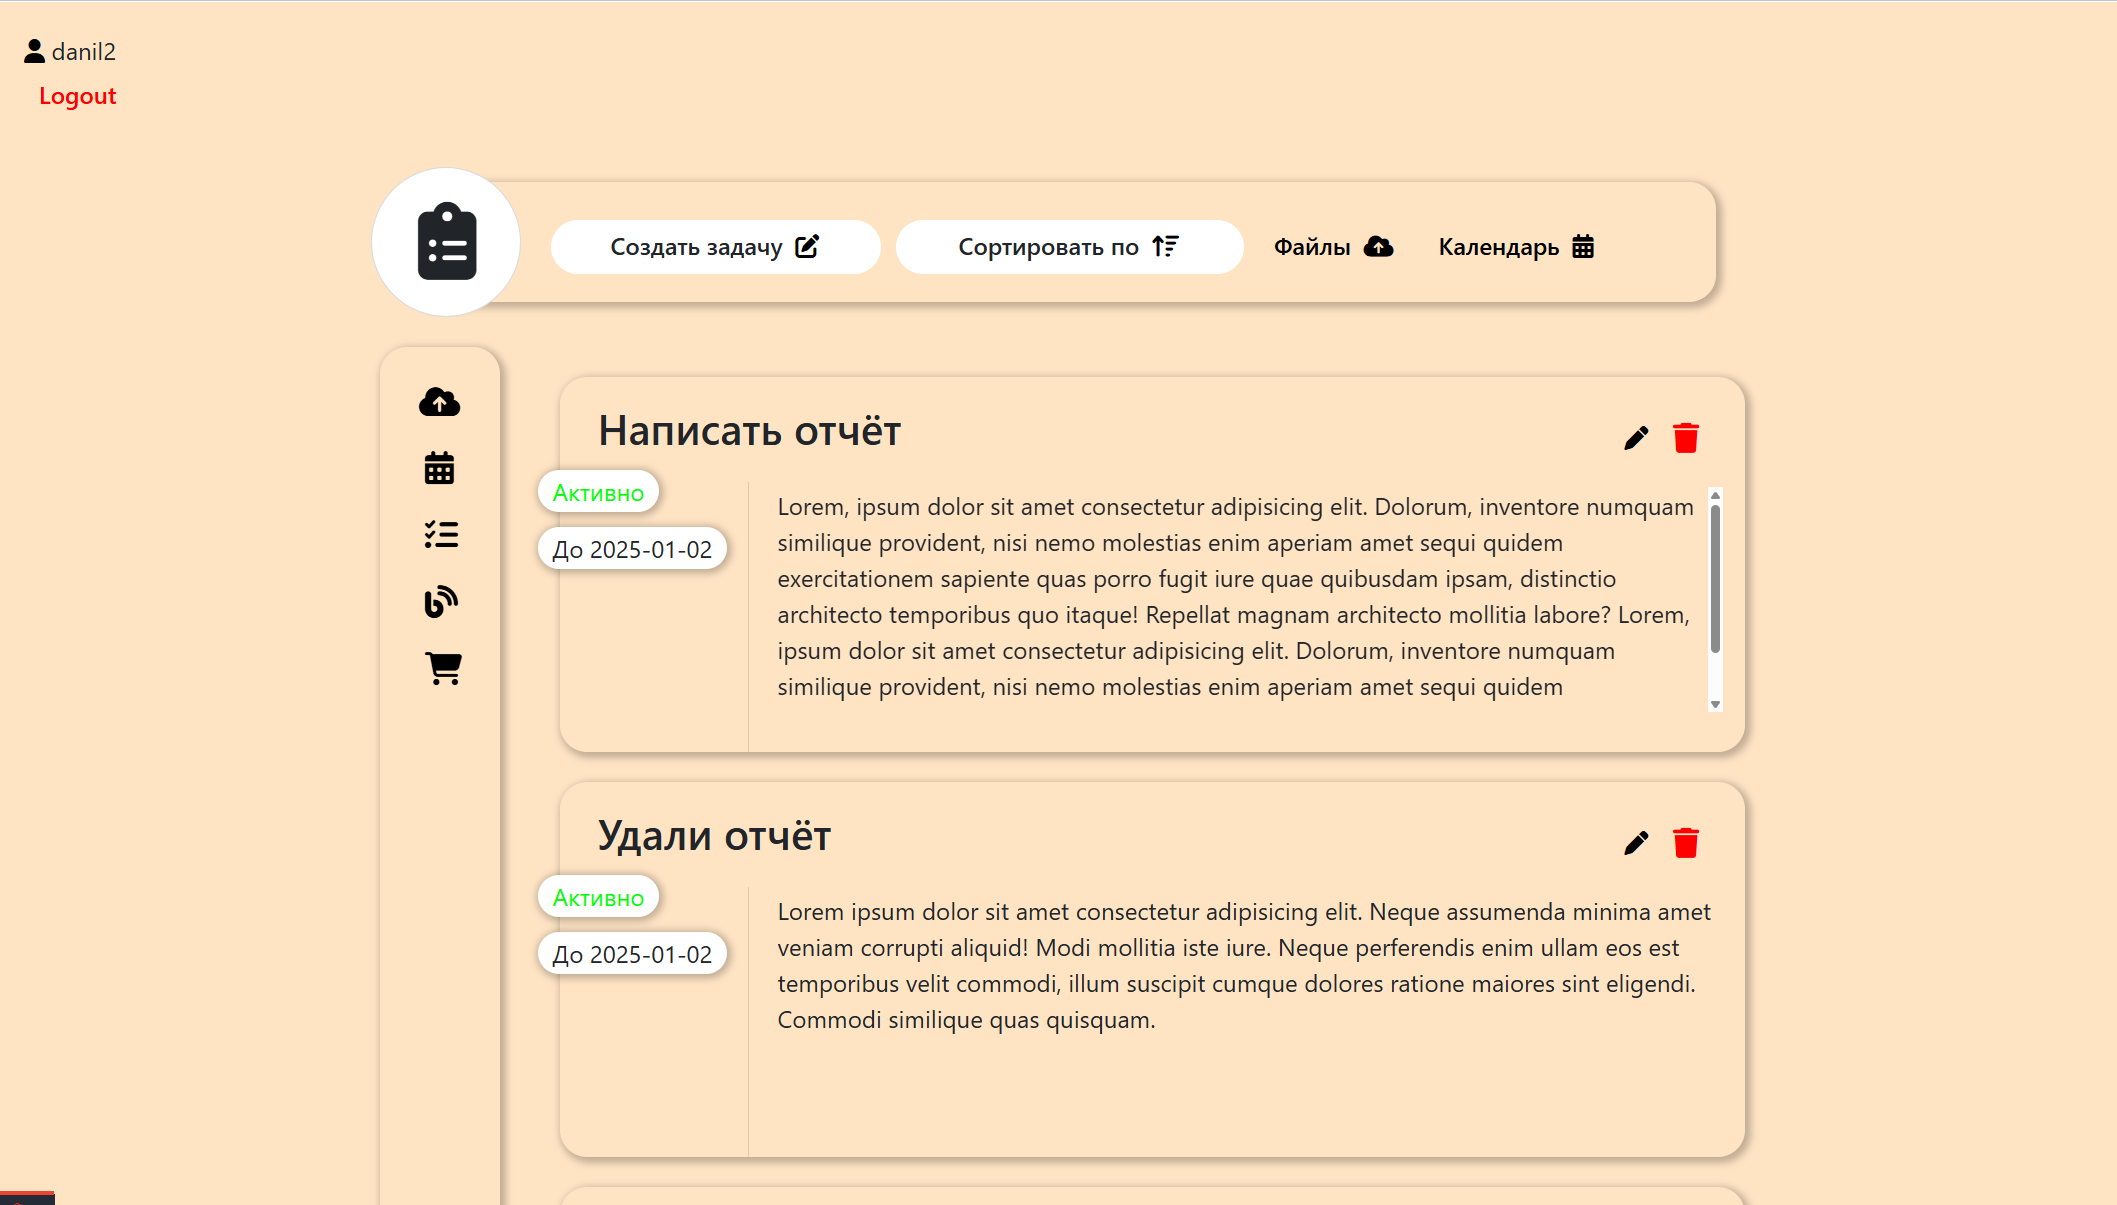 danil2
Logout
Создать задачу
Сортировать по
Файлы
Календарь
Написать отчёт
Активно
До 2025-01-02
Lorem, ipsum dolor sit amet consectetur adipisicing elit. Dolorum, inventore numquam
similique provident, nisi nemo molestias enim aperiam amet sequi quidem
exercitationem sapiente quas porro fugit iure quae quibusdam ipsam, distinctio
architecto temporibus quo itaque! Repellat magnam architecto mollitia labore? Lorem,
ipsum dolor sit amet consectetur adipisicing elit. Dolorum, inventore numquam
similique provident, nisi nemo molestias enim aperiam amet sequi quidem
Удали отчёт
Активно
До 2025-01-02
Lorem ipsum dolor sit amet consectetur adipisicing elit. Neque assumenda minima amet
veniam corrupti aliquid! Modi mollitia iste iure. Neque perferendis enim ullam eos est
temporibus velit commodi, illum suscipit cumque dolores ratione maiores sint eligendi.
Commodi similique quas quisquam.